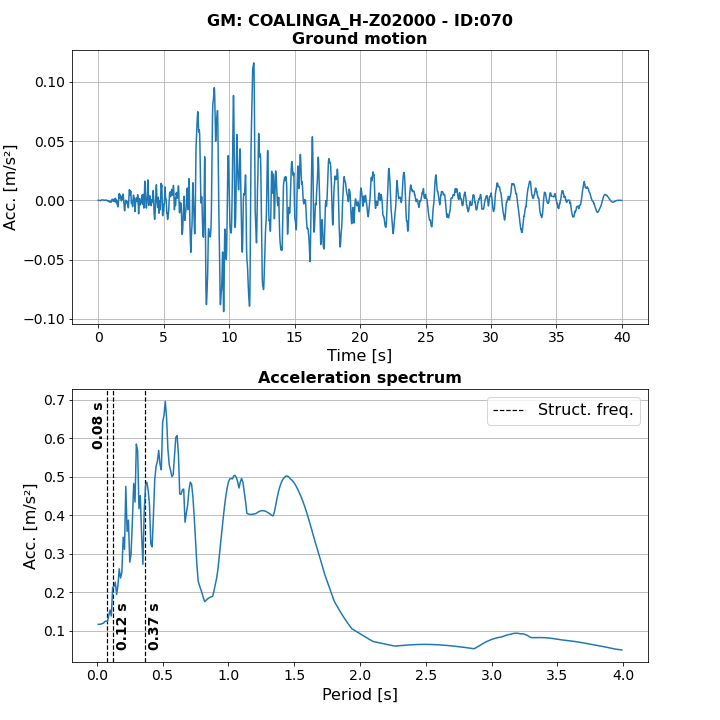 GM: COALINGA_H-Z02000 - ID:070
Ground motion
0.10
0.05
0.00
−0.05
−0.10
Acc. [m/s²]
0 5 10 15 20 25 30 35 40
Time [s]
Acceleration spectrum
0.7
0.6
0.5
0.4
0.3
0.2
0.1
Acc. [m/s²]
Struct. freq.
0.08 s
0.12 s
0.37 s
0.0 0.5 1.0 1.5 2.0 2.5 3.0 3.5 4.0
Period [s]